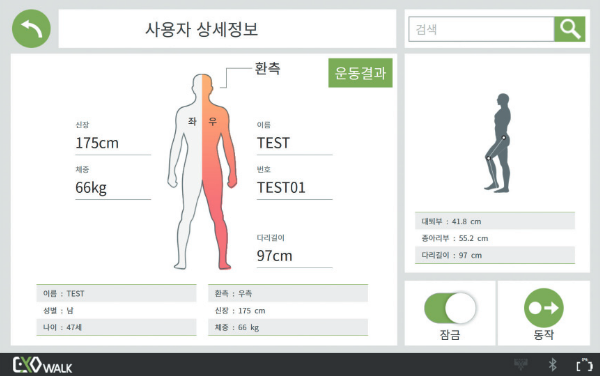 사용자 상세정보
검색
환측
운동결과
좌 우
신장
175cm
체중
66kg
이름
TEST
번호
TEST01
다리길이
97cm
이름 : TEST
성별 : 남
나이 : 47세
환측 : 우측
신장 : 175 cm
체중 : 66 kg
대퇴부 : 41.8 cm
종아리부 : 55.2 cm
다리길이 : 97 cm
잠금
동작
EXOWALK